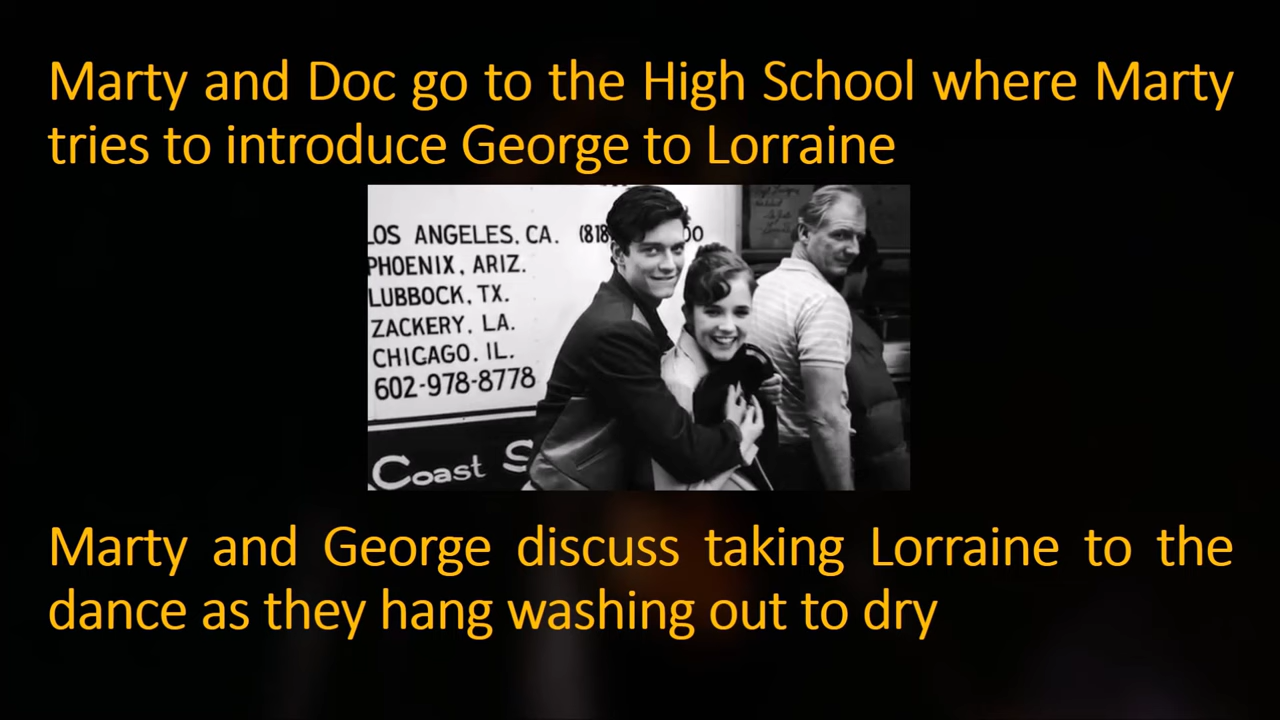 Marty and Doc go to the High School where Marty
tries to introduce George to Lorraine
LOS ANGELES, CA. (818
PHOENIX, ARIZ.
LUBBOCK, TX.
ZACKERY, LA.
CHICAGO, IL.
602-978-8778
Coast S
Marty and George discuss taking Lorraine to the
dance as they hang washing out to dry